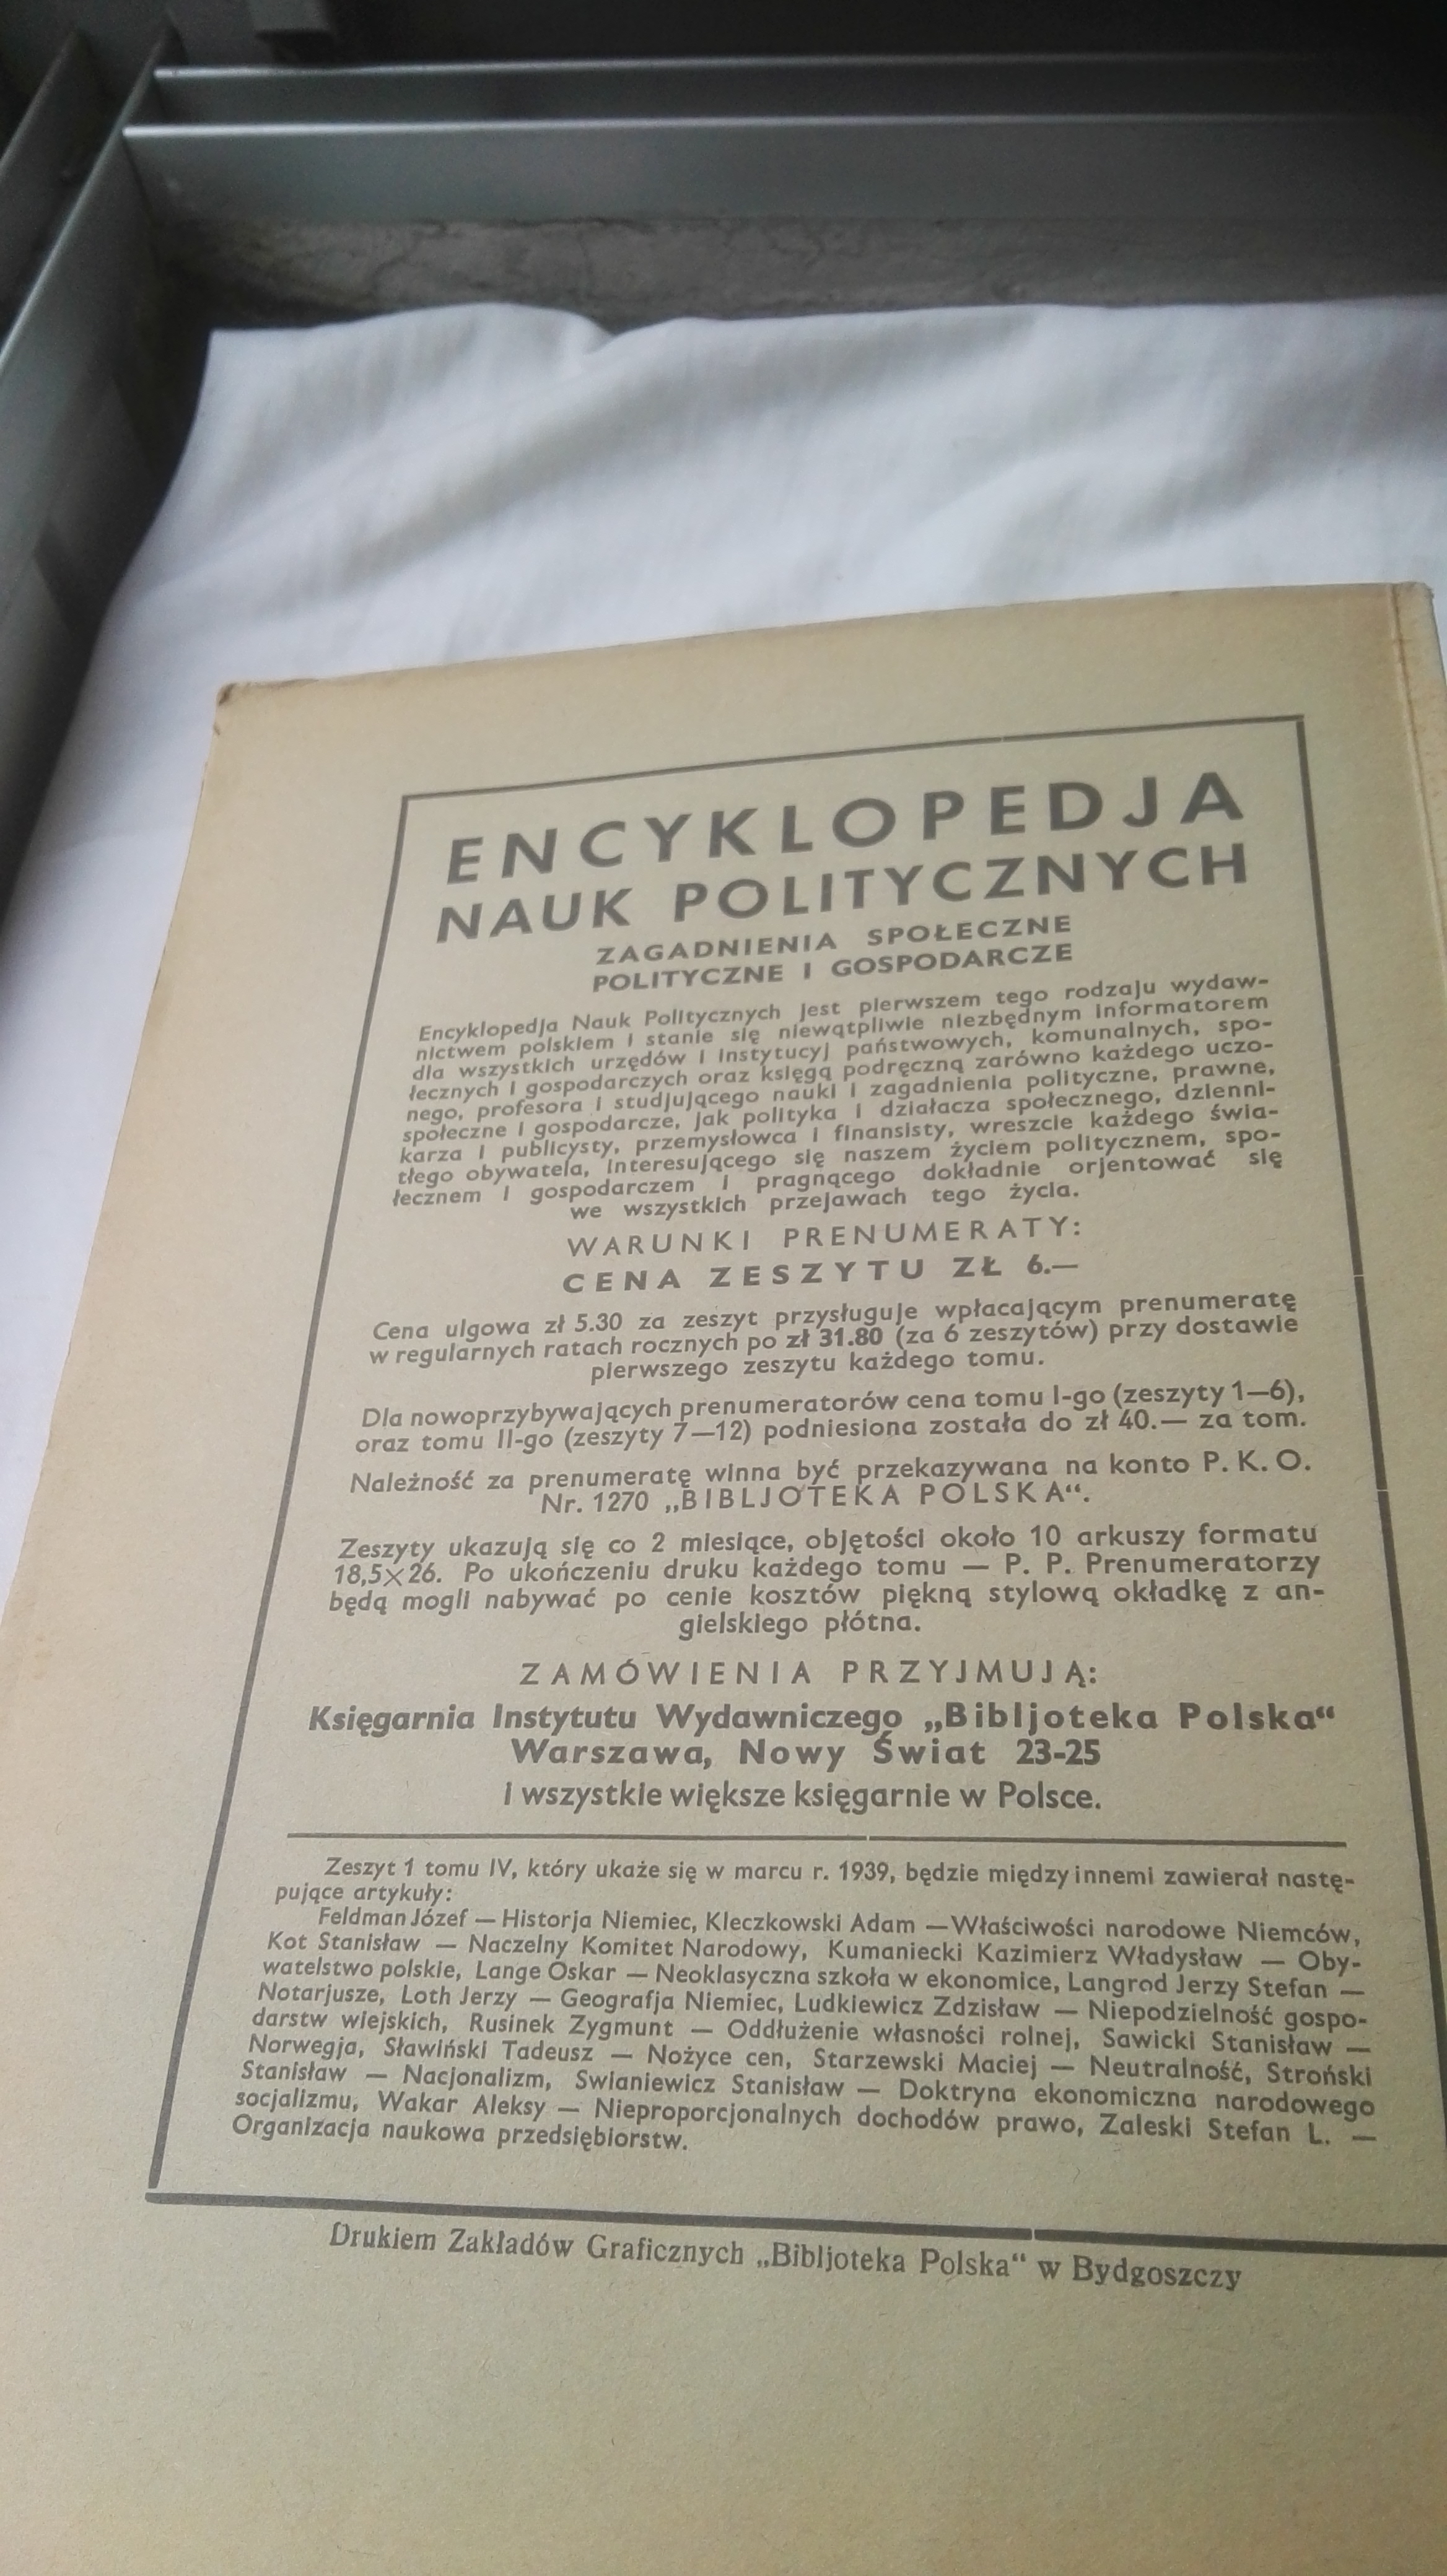 ENCYKLOPEDJA
NAUK POLITYCZNYCH
ZAGADNIENIA SPOŁECZNE
POLITYCZNE I GOSPODARCZE
Encyklopedja Nauk Politycznych jest pierwszem tego rodzaju wydaw-
nictwem polskiem i stanie się niewątpliwie niezbędnym informatorem
dla wszystkich urzędów i instytucyj państwowych, komunalnych, spo-
łecznych i gospodarczych oraz księgą podręczną zarówno każdego uczo-
nego, profesora i studjującego nauki i zagadnienia polityczne, prawne,
społeczne i gospodarcze, jak polityka i działacza społecznego, dzienni-
karza i publicysty, przemysłowca i finansisty, wreszcie każdego świa-
tłego obywatela, interesującego się naszem życiem politycznem, spo-
łecznem i gospodarczem i pragnącego dokładnie orjentować się
we wszystkich przejawach tego życia.
WARUNKI PRENUMERATY:
CENA ZESZYTU ZŁ 6.—
Cena ulgowa zł 5.30 za zeszyt przysługuje wpłacającym prenumeratę
w regularnych ratach rocznych po zł 31.80 (za 6 zeszytów) przy dostawie
pierwszego zeszytu każdego tomu.
Dla nowoprzybywających prenumeratorów cena tomu I-go (zeszyty 1—6),
oraz tomu II-go (zeszyty 7—12) podniesiona została do zł 40.— za tom.
Należność za prenumeratę winna być przekazywana na konto P. K. O.
Nr. 1270 „BIBLJOTEKA POLSKA“.
Zeszyty ukazują się co 2 miesiące, objętości około 10 arkuszy formatu
18,5×26. Po ukończeniu druku każdego tomu — P. P. Prenumeratorzy
będą mogli nabywać po cenie kosztów piękną stylową okładkę z an-
gielskiego płótna.
ZAMÓWIENIA PRZYJMUJĄ:
Księgarnia Instytutu Wydawniczego „Bibljoteka Polska“
Warszawa, Nowy Świat 23-25
i wszystkie większe księgarnie w Polsce.
Zeszyt 1 tomu IV, który ukaże się w marcu r. 1939, będzie między innemi zawierał nastę-
pujące artykuły:
Feldman Józef — Historja Niemiec, Kleczkowski Adam — Właściwości narodowe Niemców,
Kot Stanisław — Naczelny Komitet Narodowy, Kumaniecki Kazimierz Władysław — Oby-
watelstwo polskie, Lange Oskar — Neoklasyczna szkoła w ekonomice, Langrod Jerzy Stefan —
Notarjusze, Loth Jerzy — Geografja Niemiec, Ludkiewicz Zdzisław — Niepodzielność gospo-
darstw wiejskich, Rusinek Zygmunt — Oddłużenie własności rolnej, Sawicki Stanisław —
Norwegja, Sławiński Tadeusz — Nożyce cen, Starzewski Maciej — Neutralność, Stroński
Stanisław — Nacjonalizm, Swianiewicz Stanisław — Doktryna ekonomiczna narodowego
socjalizmu, Wakar Aleksy — Nieproporcjonalnych dochodów prawo, Zaleski Stefan L. —
Organizacja naukowa przedsiębiorstw.
Drukiem Zakładów Graficznych „Bibljoteka Polska“ w Bydgoszczy